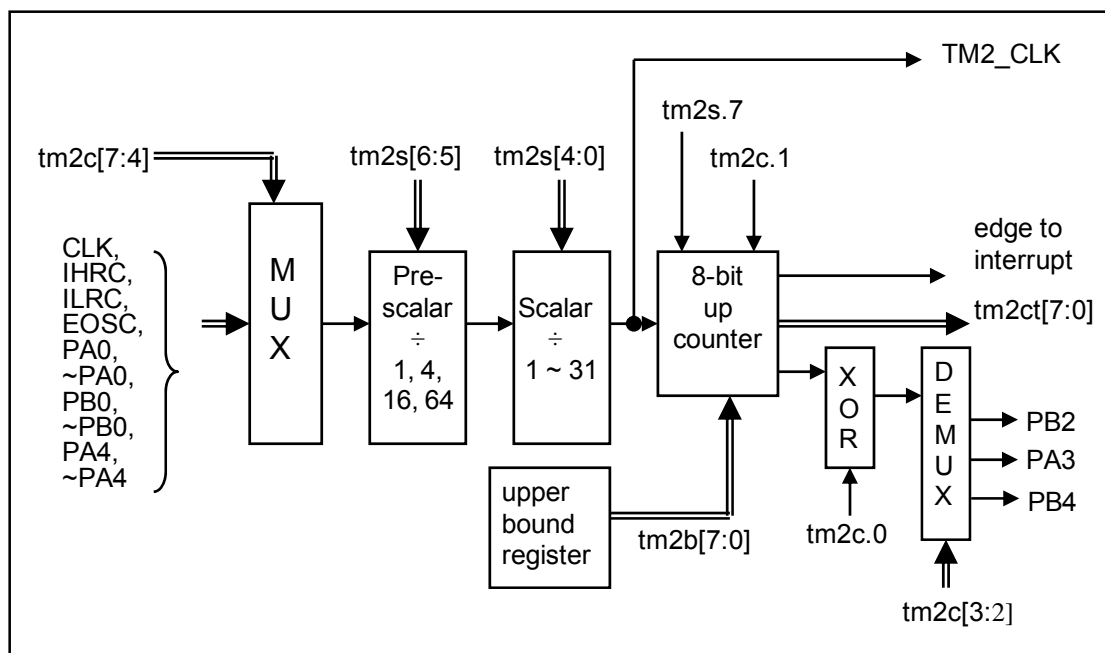 TM2_CLK
tm2s.7
tm2c[7:4]
tm2s[6:5]
tm2s[4:0]
tm2c.1
CLK,
IHRC,
ILRC,
EOSC,
PA0,
~PA0,
PB0,
~PB0,
PA4,
~PA4
M
U
X
Pre-
scalar
÷
1, 4,
16, 64
Scalar
÷
1 ~ 31
8-bit
up
counter
edge to
interrupt
tm2ct[7:0]
X
O
R
D
E
M
U
X
PB2
PA3
PB4
upper
bound
register
tm2b[7:0]
tm2c.0
tm2c[3:2]